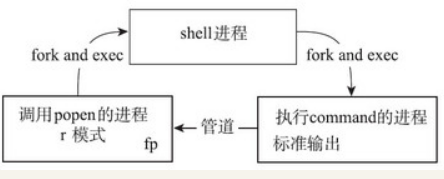 shell进程
fork and exec
fork and exec
调用popen的进程
r 模式
fp
管道
执行command的进程
标准输出